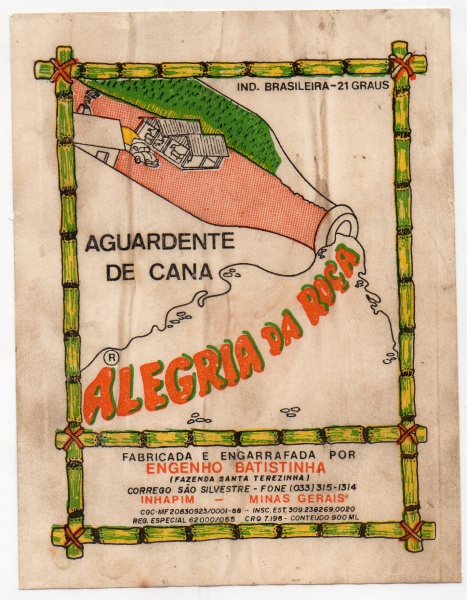 IND. BRASILEIRA-21 GRAUS
AGUARDENTE
DE CANA
®
ALEGRIA DA ROÇA
FABRICADA E ENGARRAFADA POR
ENGENHO BATISTINHA
(FAZENDA SANTA TEREZINHA)
CORREGO SÃO SILVESTRE - FONE (033) 315-1314
INHAPIM - MINAS GERAIS
CGC-MF 20830923/0001-68 - INSC. EST. 309.238269.0020
REG. ESPECIAL 62000/065 CRQ 7.198 - CONTEUDO 900 ML